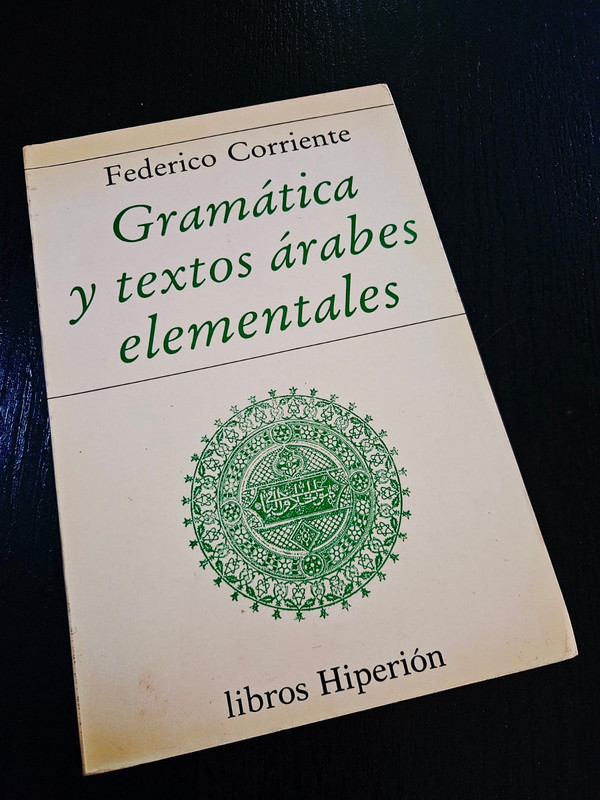 Federico Corriente
Gramática
y textos árabes
elementales
libros Hiperión